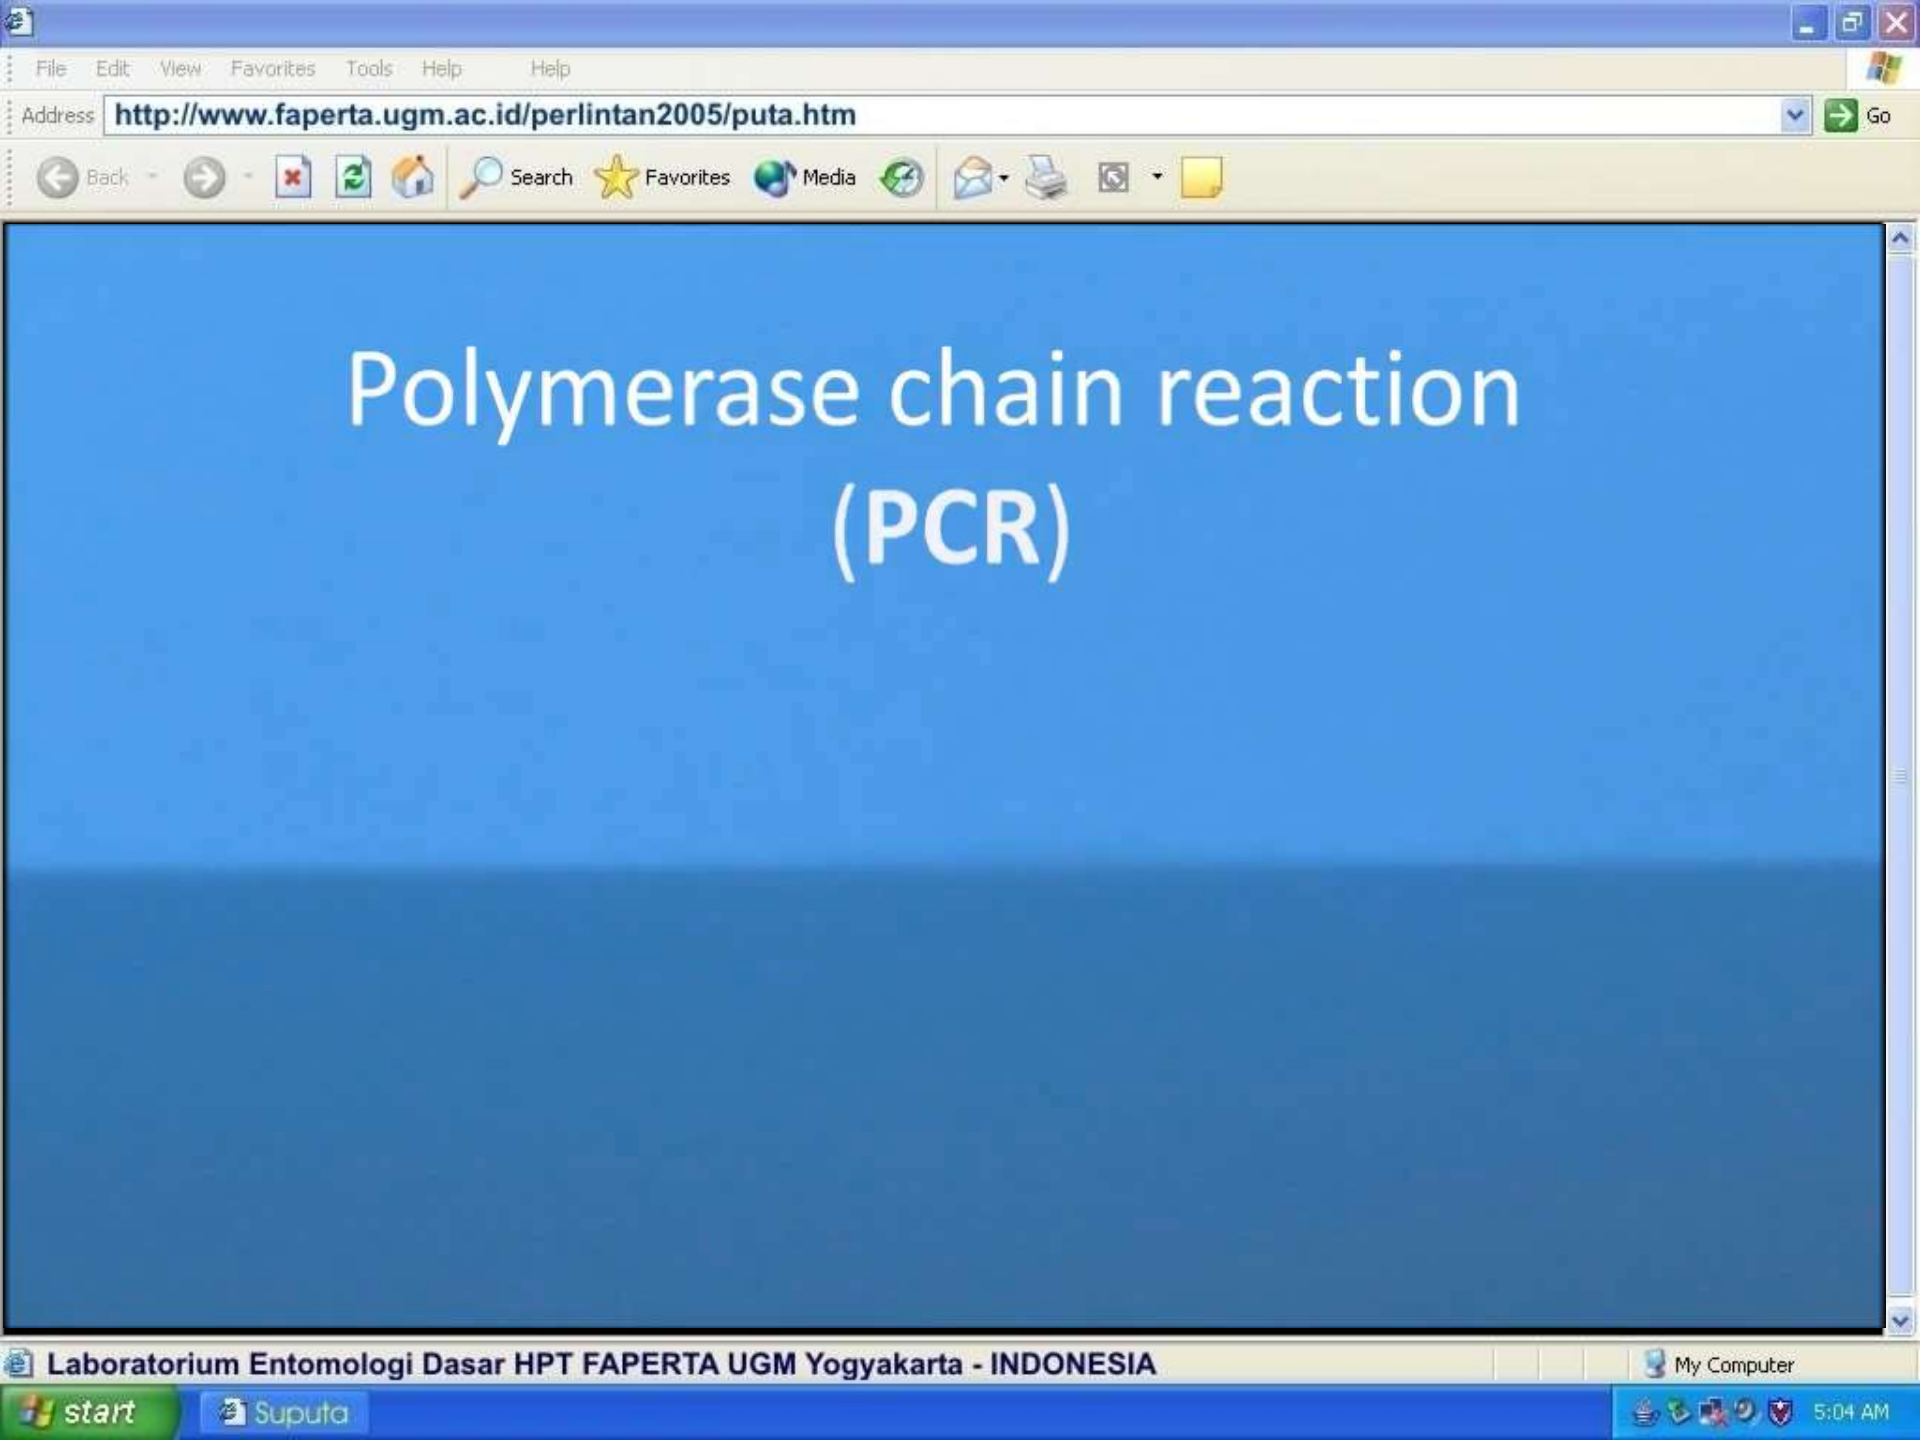 File Edit View Favorites Tools Help Help
Address http://www.faperta.ugm.ac.id/perlintan2005/puta.htm Go
Back Search Favorites Media
Polymerase chain reaction
(PCR)
Laboratorium Entomologi Dasar HPT FAPERTA UGM Yogyakarta - INDONESIA My Computer
start Suputa 5:04 AM